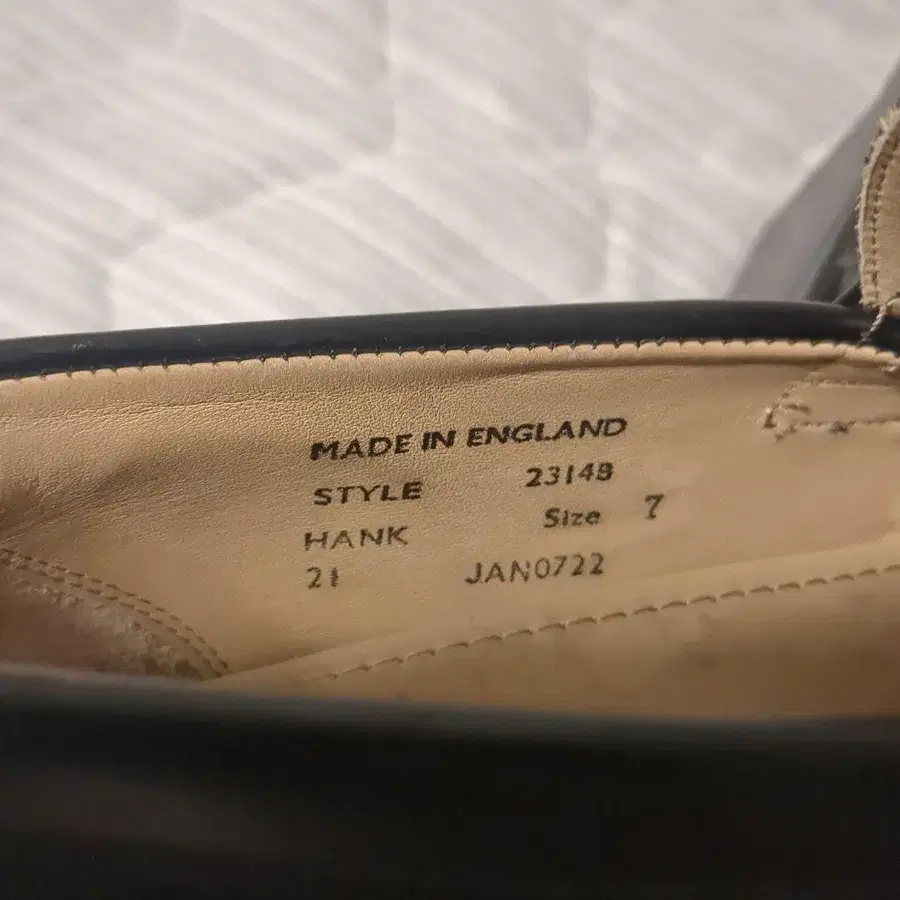 MADE IN ENGLAND
STYLE 23148
HANK Size 7
21 JAN0722